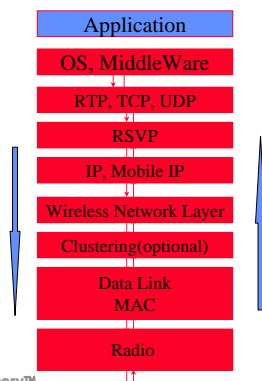 Application
OS, MiddleWare
RTP, TCP, UDP
RSVP
IP, Mobile IP
Wireless Network Layer
Clustering(optional)
Data Link
MAC
Radio